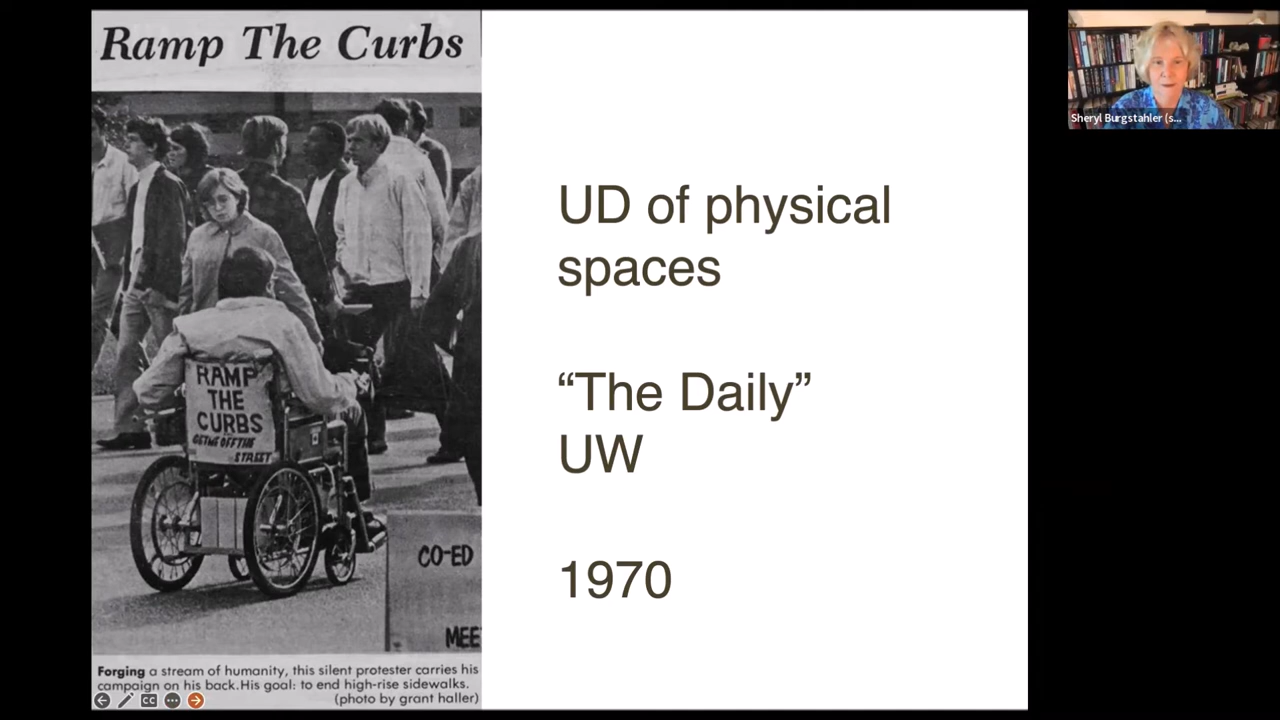 Ramp The Curbs
RAMP
THE
CURBS
GET ME OFF THE
STREET
CO-ED
MEE
Forging a stream of humanity, this silent protester carries his
campaign on his back. His goal: to end high-rise sidewalks.
(photo by grant haller)
UD of physical
spaces
“The Daily”
UW
1970
CC
Sheryl Burgstahler (s...